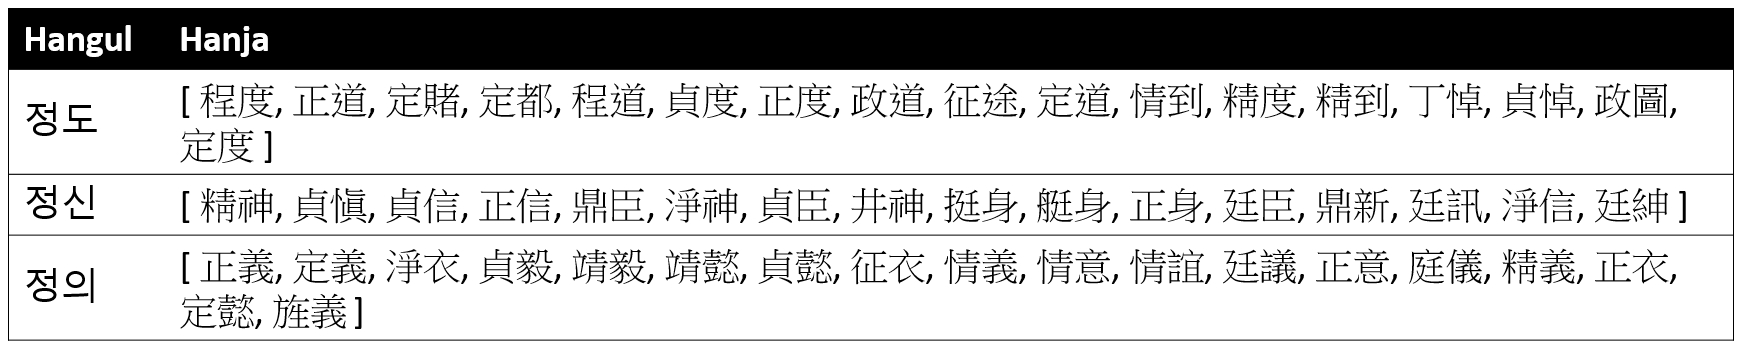 Hangul Hanja
정도 [ 程度, 正道, 定賭, 定都, 程道, 貞度, 正度, 政道, 征途, 定道, 情到, 精度, 精到, 丁悼, 貞悼, 政圖,
定度 ]
정신 [ 精神, 貞愼, 貞信, 正信, 鼎臣, 淨神, 貞臣, 井神, 挺身, 艇身, 正身, 廷臣, 鼎新, 廷訊, 淨信, 廷紳 ]
정의 [ 正義, 定義, 淨衣, 貞毅, 靖毅, 靖懿, 貞懿, 征衣, 情義, 情意, 情誼, 廷議, 正意, 庭儀, 精義, 正衣,
定懿, 旌義 ]